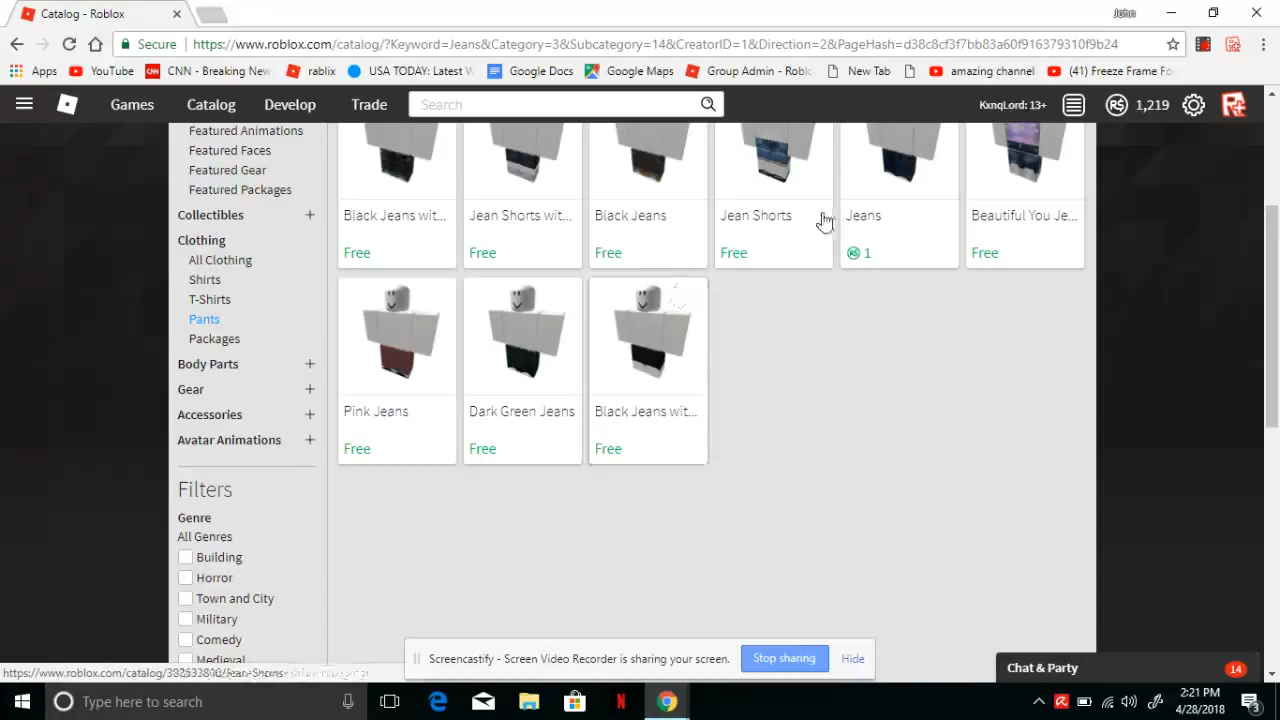 Catalog - Roblox
John
Secure
https://www.roblox.com/catalog/?Keyword=Jeans&Category=3&Subcategory=14&CreatorID=1&Direction=2&PageHash=d38c8cf3f7bb83a60f916379310f9b24
Apps YouTube CNN - Breaking New rablix USA TODAY: Latest W Google Docs Google Maps Group Admin - Roblo New Tab amazing channel (41) Freeze Frame Fo
Games Catalog Develop Trade Search KxnqLord: 13+ R$ 1,219
Featured Animations
Featured Faces
Featured Gear
Featured Packages
Collectibles +
Clothing
All Clothing
Shirts
T-Shirts
Pants
Packages
Body Parts +
Gear +
Accessories +
Avatar Animations +
Filters
Genre
All Genres
Building
Horror
Town and City
Military
Comedy
Medieval
Black Jeans wit...
Free
Jean Shorts wit...
Free
Black Jeans
Free
Jean Shorts
Free
Jeans
R$ 1
Beautiful You Je...
Free
Pink Jeans
Free
Dark Green Jeans
Free
Black Jeans wit...
Free
Screencastify - Screen Video Recorder is sharing your screen. Stop sharing Hide
Chat & Party 14
Type here to search
2:21 PM
4/28/2018
3